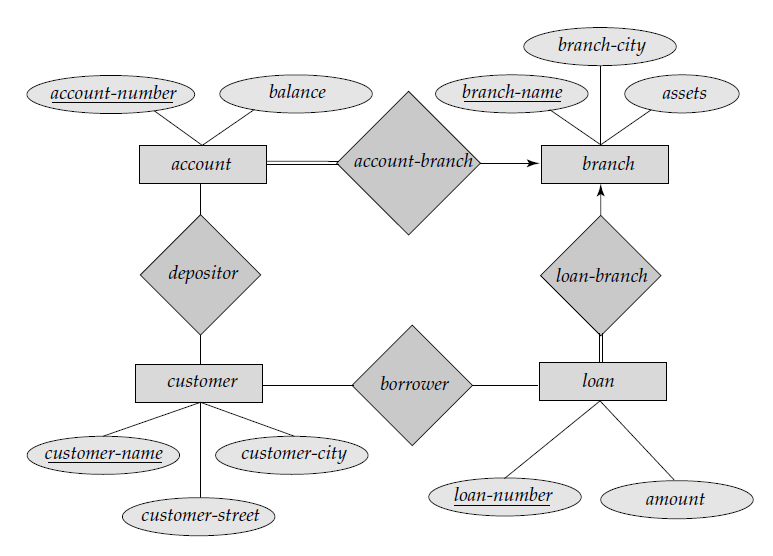 branch-city
account-number
balance
branch-name
assets
account
account-branch
branch
depositor
loan-branch
customer
borrower
loan
customer-name
customer-city
loan-number
amount
customer-street